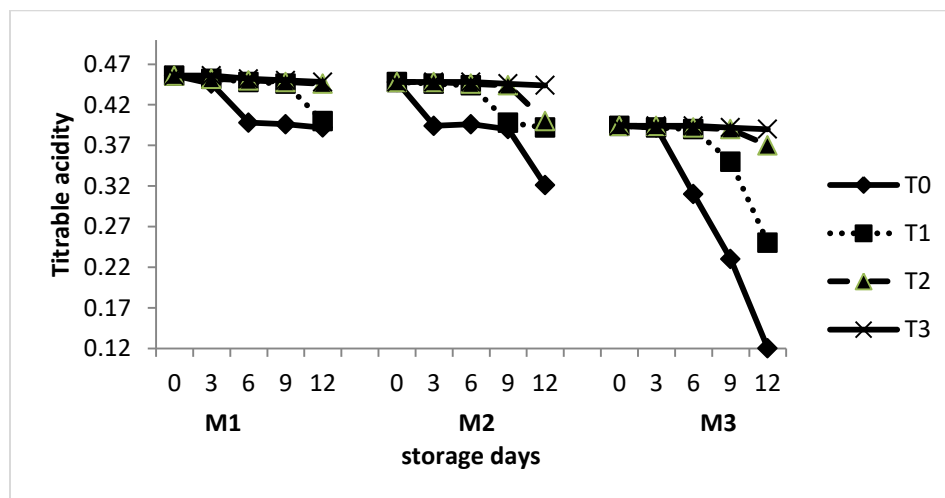 Titrable acidity
0.47
0.42
0.37
0.32
0.27
0.22
0.17
0.12
0 3 6 9 12 0 3 6 9 12 0 3 6 9 12
M1 M2 M3
storage days
T0
T1
T2
T3